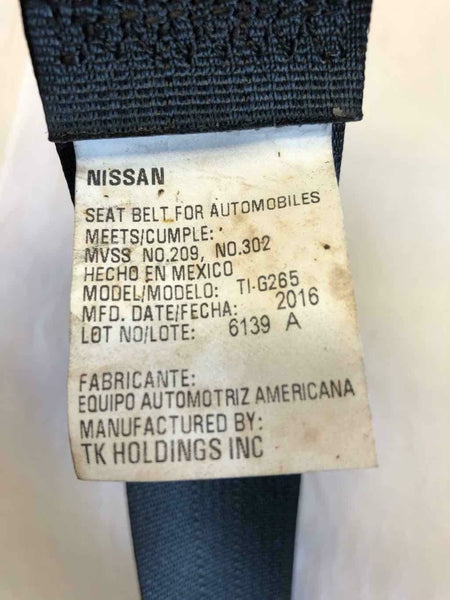 NISSAN
SEAT BELT FOR AUTOMOBILES
MEETS/CUMPLE:
MVSS NO.209, NO.302
HECHO EN MEXICO
MODEL/MODELO: TI-G265
MFD. DATE/FECHA: 2016
LOT NO/LOTE: 6139 A
FABRICANTE:
EQUIPO AUTOMOTRIZ AMERICANA
MANUFACTURED BY:
TK HOLDINGS INC